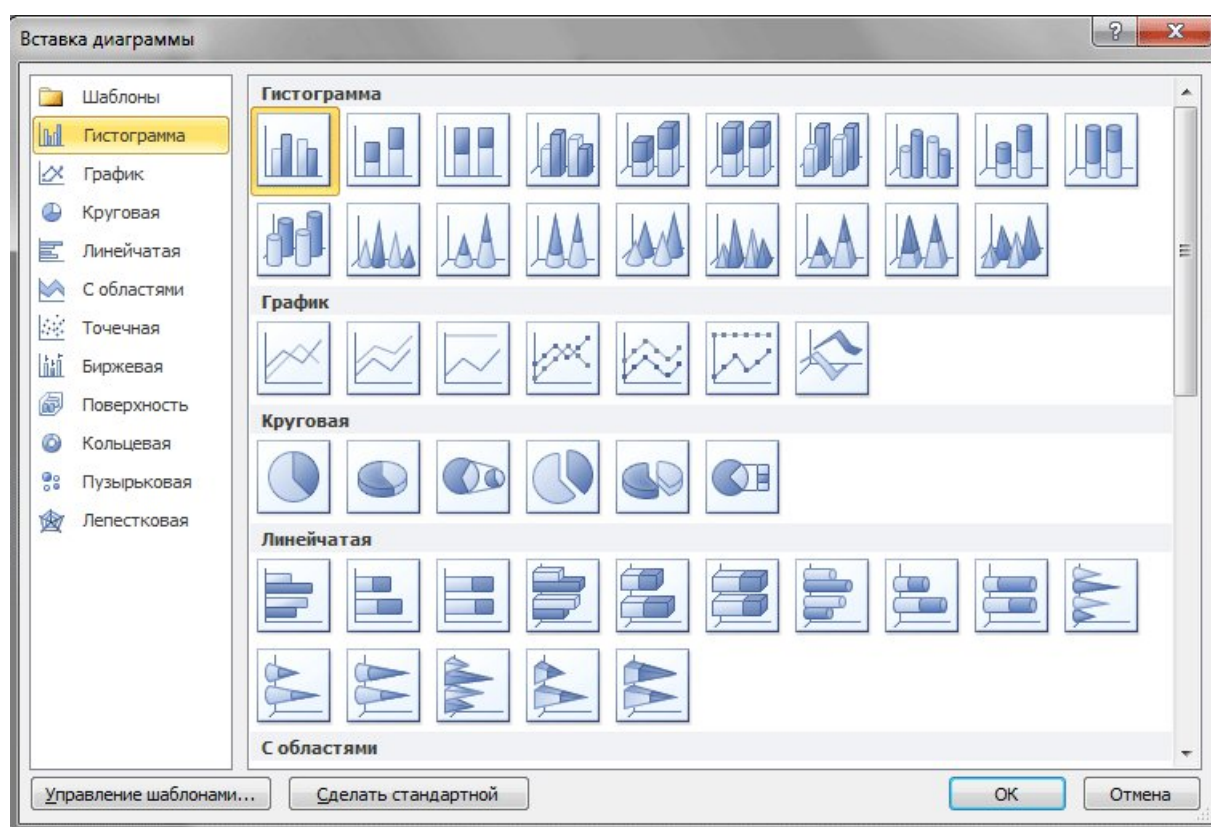 Вставка диаграммы
Шаблоны
Гистограмма
График
Круговая
Линейчатая
С областями
Точечная
Биржевая
Поверхность
Кольцевая
Пузырьковая
Лепестковая
Гистограмма
График
Круговая
Линейчатая
С областями
Управление шаблонами...
Сделать стандартной
ОК
Отмена